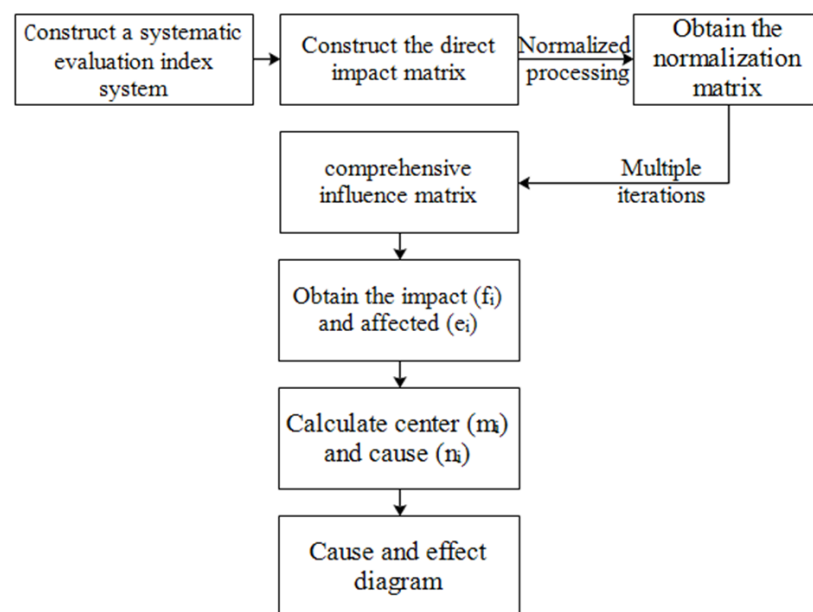 Construct a systematic
evaluation index
system
Construct the direct
impact matrix
Normalized
processing
Obtain the
normalization
matrix
Multiple
iterations
comprehensive
influence matrix
Obtain the impact (fᵢ)
and affected (eᵢ)
Calculate center (mᵢ)
and cause (nᵢ)
Cause and effect
diagram